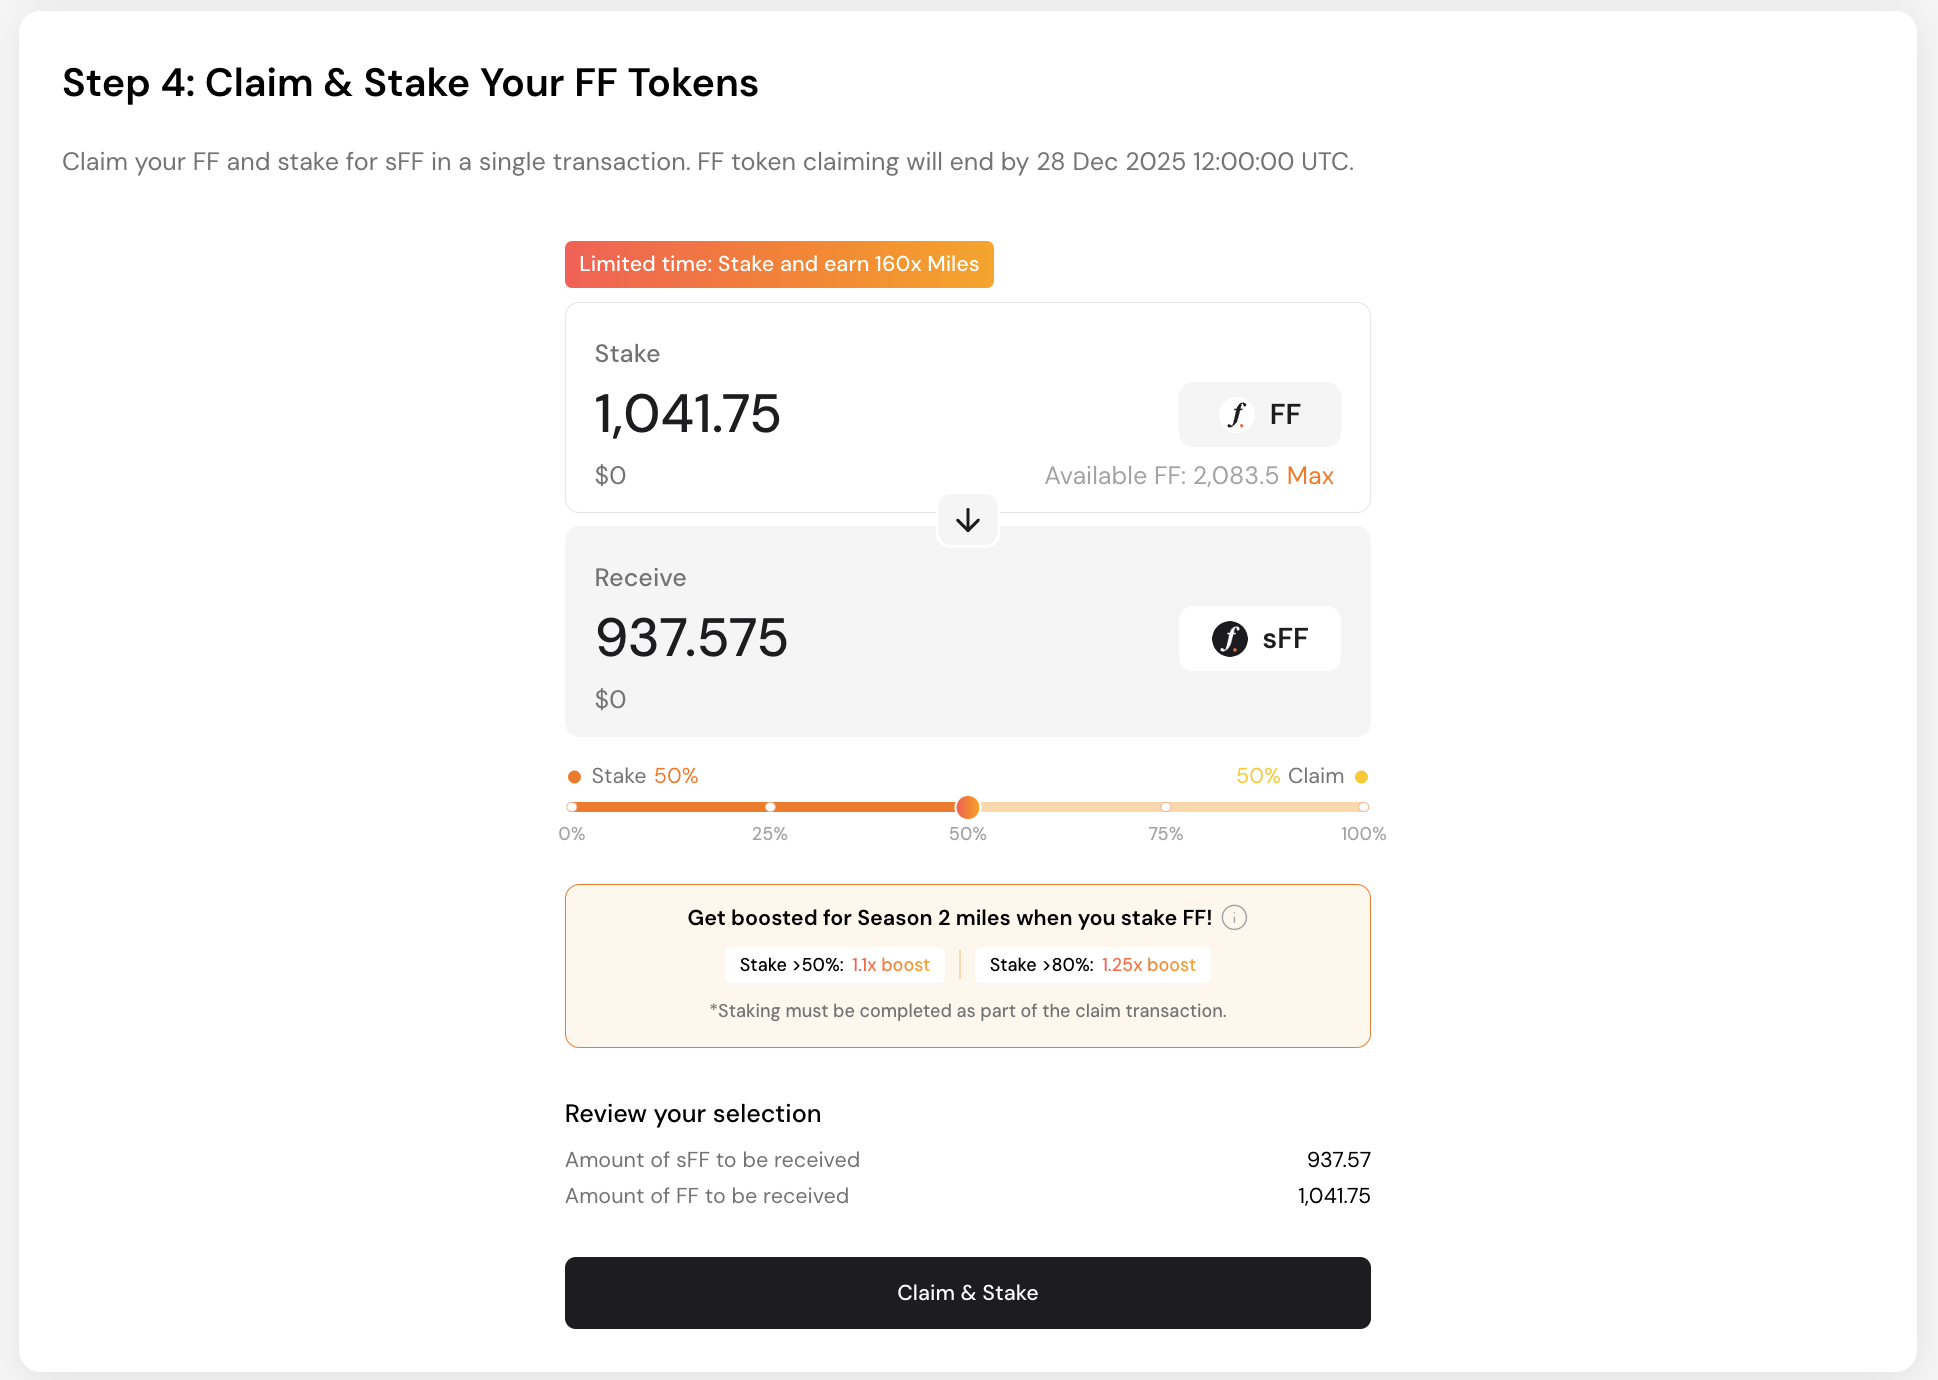 Step 4: Claim & Stake Your FF Tokens
Claim your FF and stake for sFF in a single transaction. FF token claiming will end by 28 Dec 2025 12:00:00 UTC.
Limited time: Stake and earn 160x Miles
Stake
1,041.75
FF
$0
Available FF: 2,083.5 Max
Receive
937.575
sFF
$0
Stake 50%
50% Claim
0% 25% 50% 75% 100%
Get boosted for Season 2 miles when you stake FF!
Stake >50%: 1.1x boost
Stake >80%: 1.25x boost
*Staking must be completed as part of the claim transaction.
Review your selection
Amount of sFF to be received 937.57
Amount of FF to be received 1,041.75
Claim & Stake